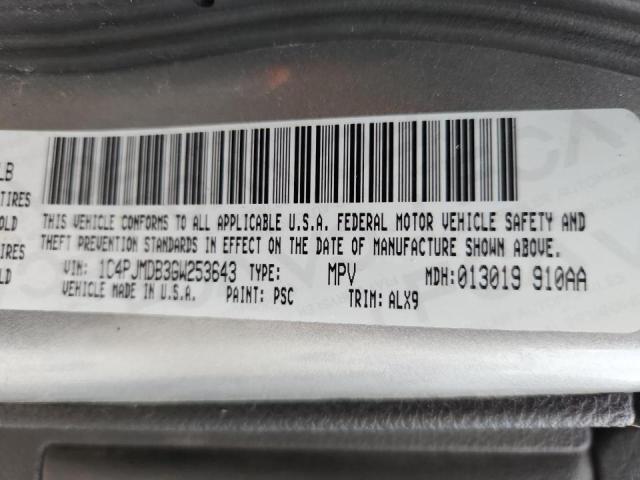 LB
TIRES
OLD
TIRES
OLD
THIS VEHICLE CONFORMS TO ALL APPLICABLE U.S.A. FEDERAL MOTOR VEHICLE SAFETY AND
THEFT PREVENTION STANDARDS IN EFFECT ON THE DATE OF MANUFACTURE SHOWN ABOVE.
VIN: 1C4PJMDB3GW253643 TYPE: MPV MDH:013019 910AA
VEHICLE MADE IN U.S.A. PAINT: PSC TRIM: ALX9